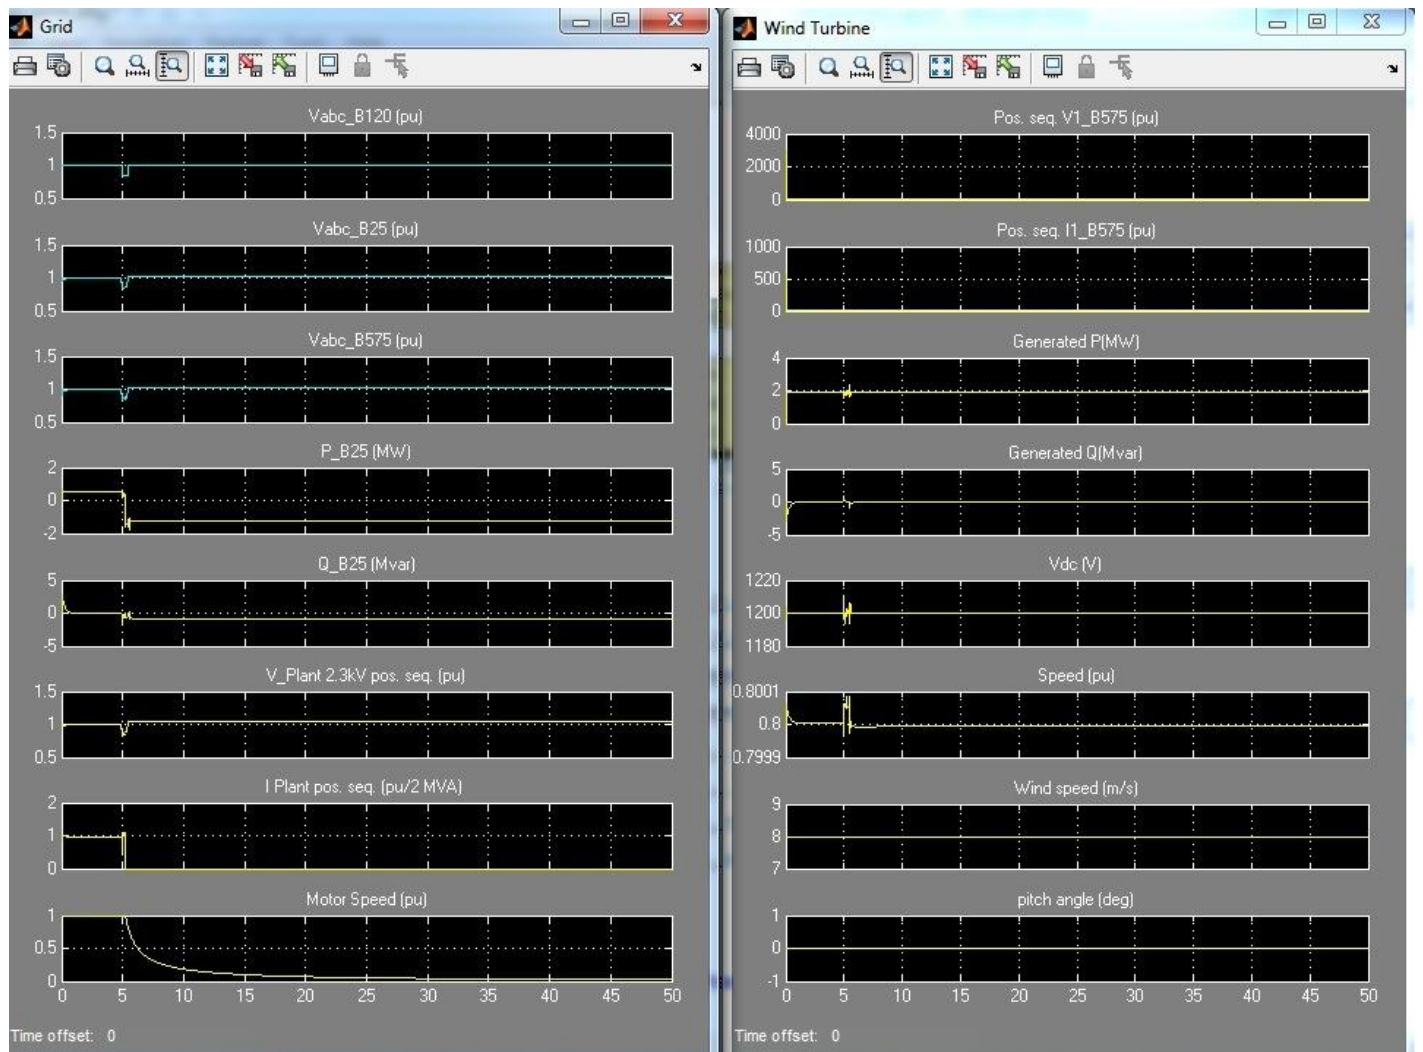 Grid
Vabc_B120 (pu)
1.5
1
0.5
Vabc_B25 (pu)
1.5
1
0.5
Vabc_B575 (pu)
1.5
1
0.5
P_B25 (MW)
2
0
-2
Q_B25 (Mvar)
5
0
-5
V_Plant 2.3kV pos. seq. (pu)
1.5
1
0.5
I Plant pos. seq. (pu/2 MVA)
2
1
0
Motor Speed (pu)
1
0.5
0
0 5 10 15 20 25 30 35 40 45 50
Time offset: 0
Wind Turbine
Pos. seq. V1_B575 (pu)
4000
2000
0
Pos. seq. I1_B575 (pu)
1000
500
0
Generated P(MW)
4
2
0
Generated Q(Mvar)
5
0
-5
Vdc (V)
1220
1200
1180
Speed (pu)
0.8001
0.8
0.7999
Wind speed (m/s)
9
8
7
pitch angle (deg)
1
0
-1
0 5 10 15 20 25 30 35 40 45 50
Time offset: 0